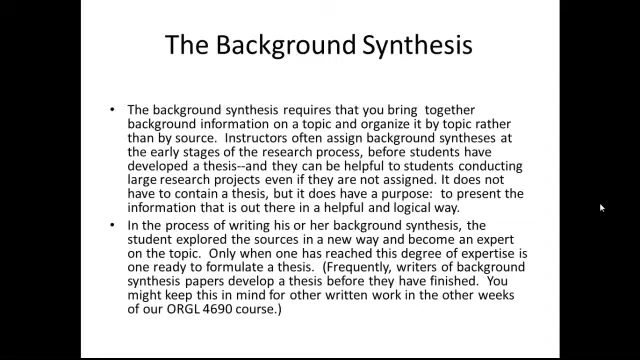 The Background Synthesis
• The background synthesis requires that you bring together
background information on a topic and organize it by topic rather
than by source. Instructors often assign background syntheses at
the early stages of the research process, before students have
developed a thesis--and they can be helpful to students conducting
large research projects even if they are not assigned. It does not
have to contain a thesis, but it does have a purpose: to present the
information that is out there in a helpful and logical way.
• In the process of writing his or her background synthesis, the
student explored the sources in a new way and become an expert
on the topic. Only when one has reached this degree of expertise is
one ready to formulate a thesis. (Frequently, writers of background
synthesis papers develop a thesis before they have finished. You
might keep this in mind for other written work in the other weeks
of our ORGL 4690 course.)